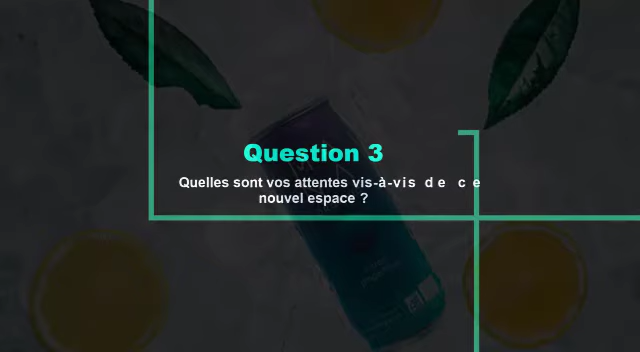 Question 3
Quelles sont vos attentes vis-à-vis de ce
nouvel espace ?